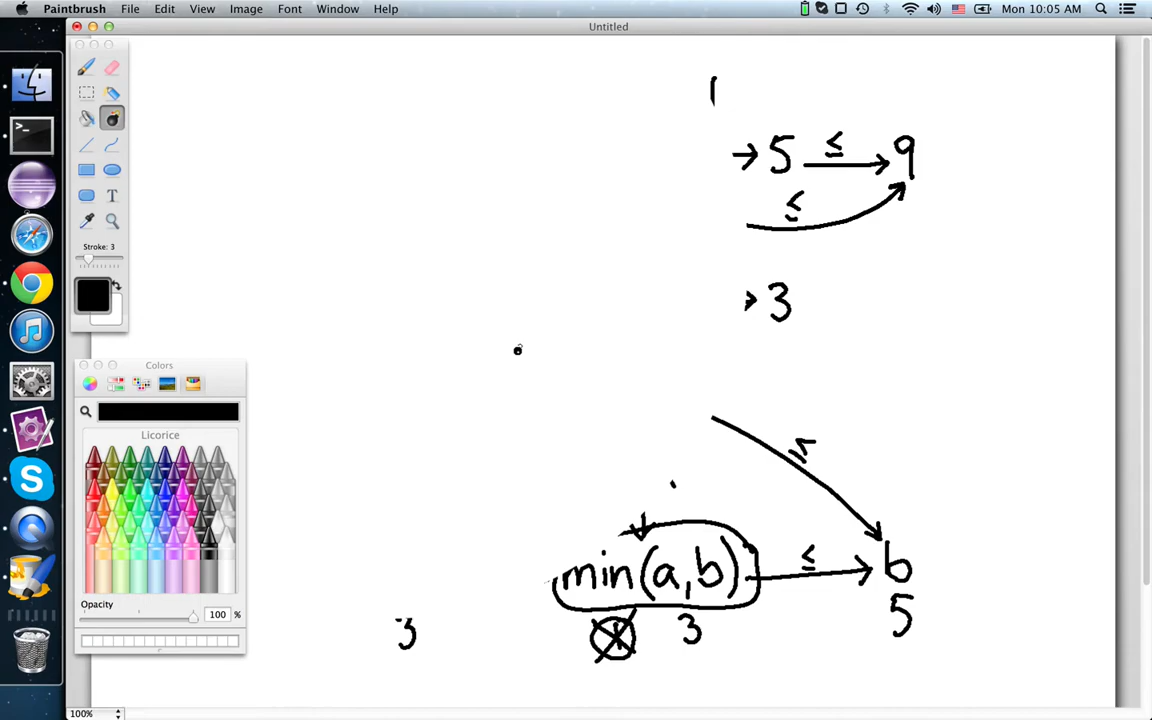 Paintbrush File Edit View Image Font Window Help Mon 10:05 AM
Untitled
1
→ 5 ≤ → 9
≤
→ 3
Stroke: 3
Colors
Licorice
≤
min(a,b) ≤ → b
5
3
3
Opacity
100 %
100%